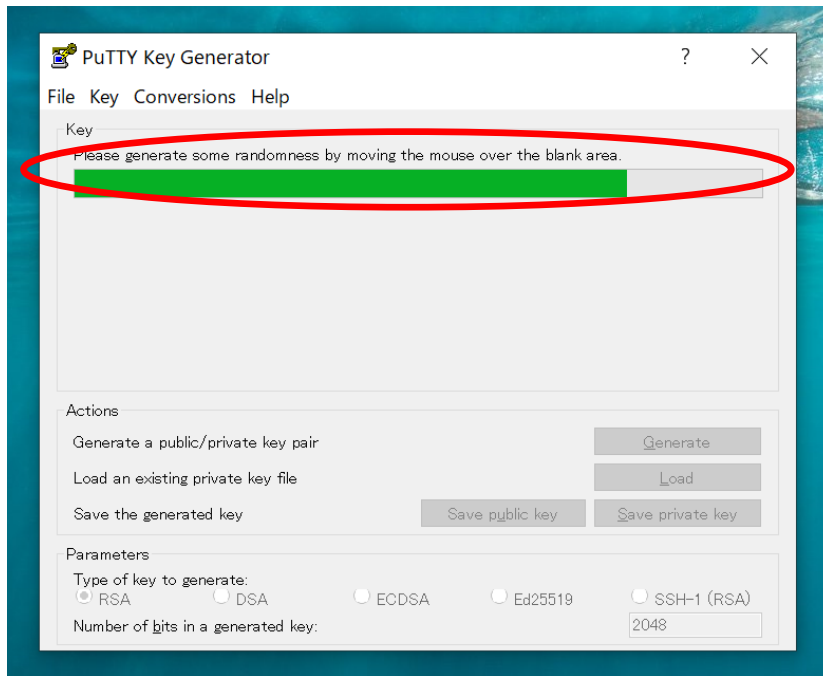 PuTTY Key Generator ?
File Key Conversions Help
Key
Please generate some randomness by moving the mouse over the blank area.
Actions
Generate a public/private key pair Generate
Load an existing private key file Load
Save the generated key Save public key Save private key
Parameters
Type of key to generate:
RSA DSA ECDSA Ed25519 SSH-1 (RSA)
Number of bits in a generated key: 2048